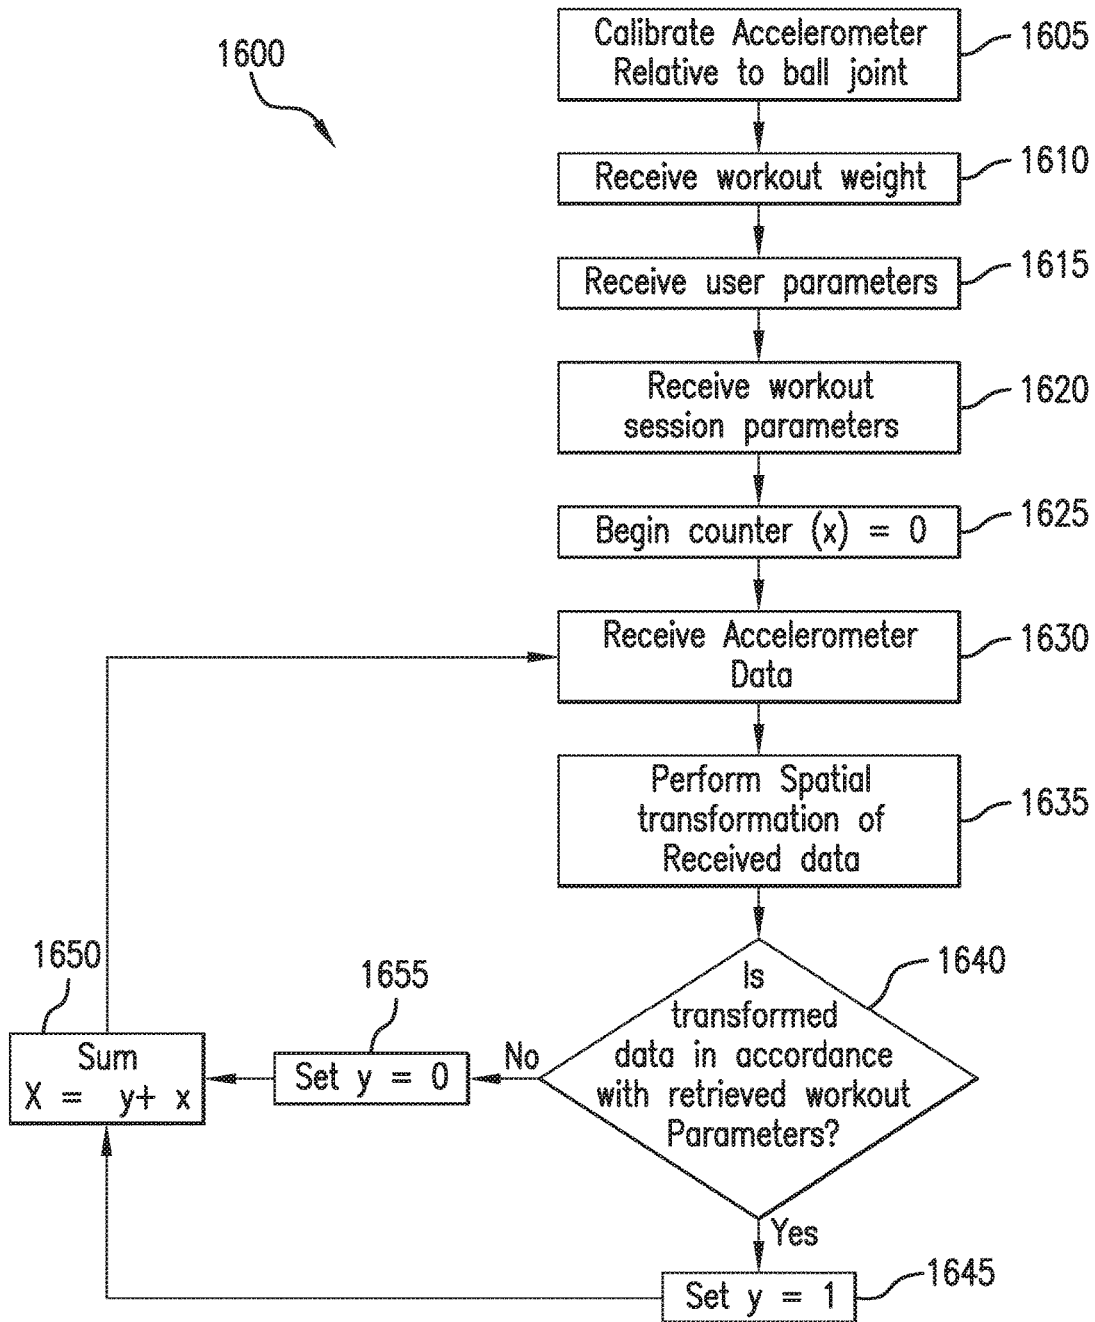 1600
Calibrate Accelerometer
Relative to ball joint
1605
Receive workout weight
1610
Receive user parameters
1615
Receive workout
session parameters
1620
Begin counter (x) = 0
1625
Receive Accelerometer
Data
1630
Perform Spatial
transformation of
Received data
1635
Is
transformed
data in accordance
with retrieved workout
Parameters?
1640
No
Set y = 0
1655
Sum
X = y+ x
1650
Yes
Set y = 1
1645